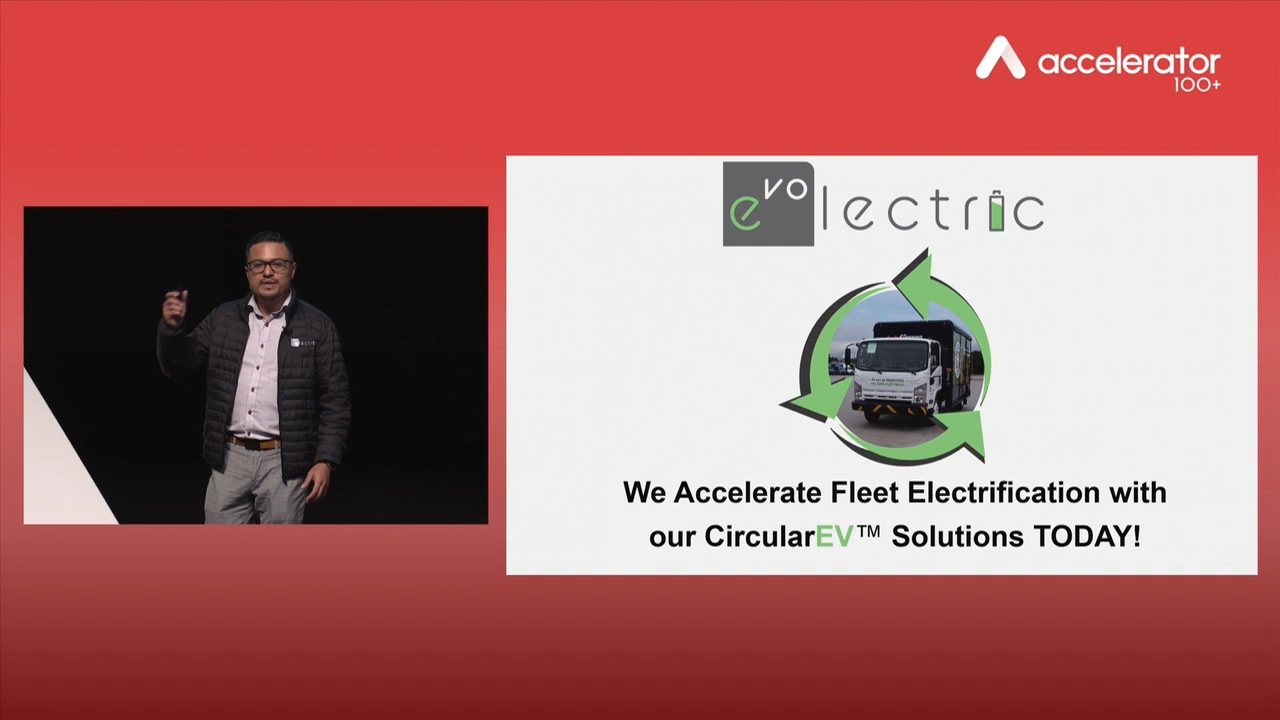 accelerator
100+
evolectric
We Accelerate Fleet Electrification with
our CircularEV™ Solutions TODAY!